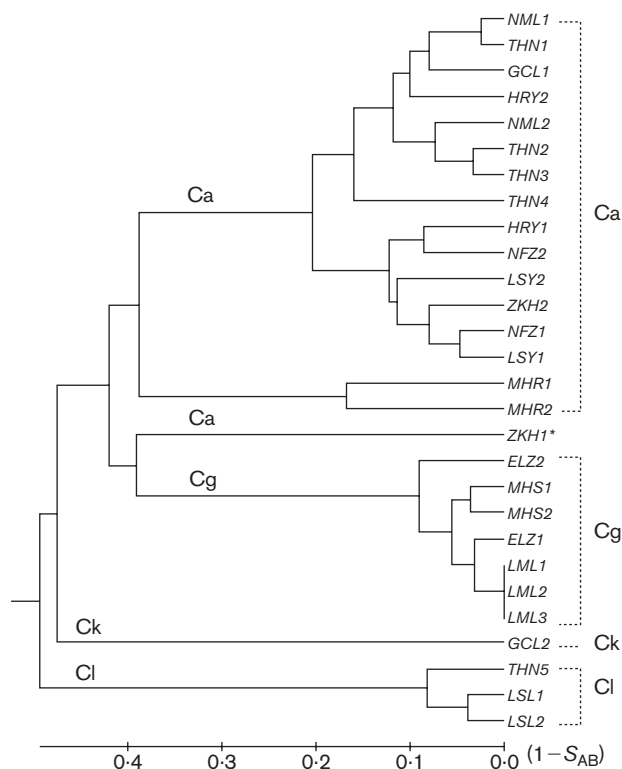 NML1
THN1
GCL1
HRY2
NML2
THN2
THN3
Ca
THN4
Ca
HRY1
NFZ2
LSY2
ZKH2
NFZ1
LSY1
MHR1
MHR2
Ca
ZKH1*
ELZ2
Cg
MHS1
MHS2
Cg
ELZ1
LML1
LML2
LML3
Ck
GCL2
Ck
Cl
THN5
LSL1
Cl
LSL2
0·4 0·3 0·2 0·1 0·0 (1−SAB)